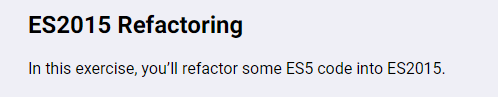 ES2015 Refactoring
In this exercise, you'll refactor some ES5 code into ES2015.